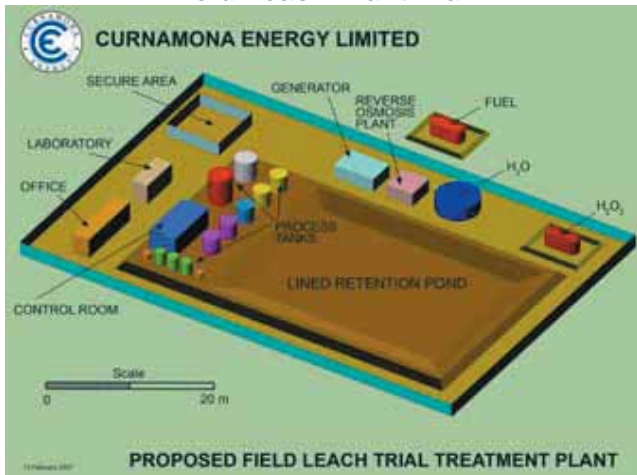 CURNAMONA ENERGY LIMITED
SECURE AREA
GENERATOR
REVERSE
OSMOSIS
PLANT
FUEL
LABORATORY
H₂O
OFFICE
H₂O₂
PROCESS
TANKS
LINED RETENTION POND
CONTROL ROOM
Scale
0
20 m
PROPOSED FIELD LEACH TRIAL TREATMENT PLANT